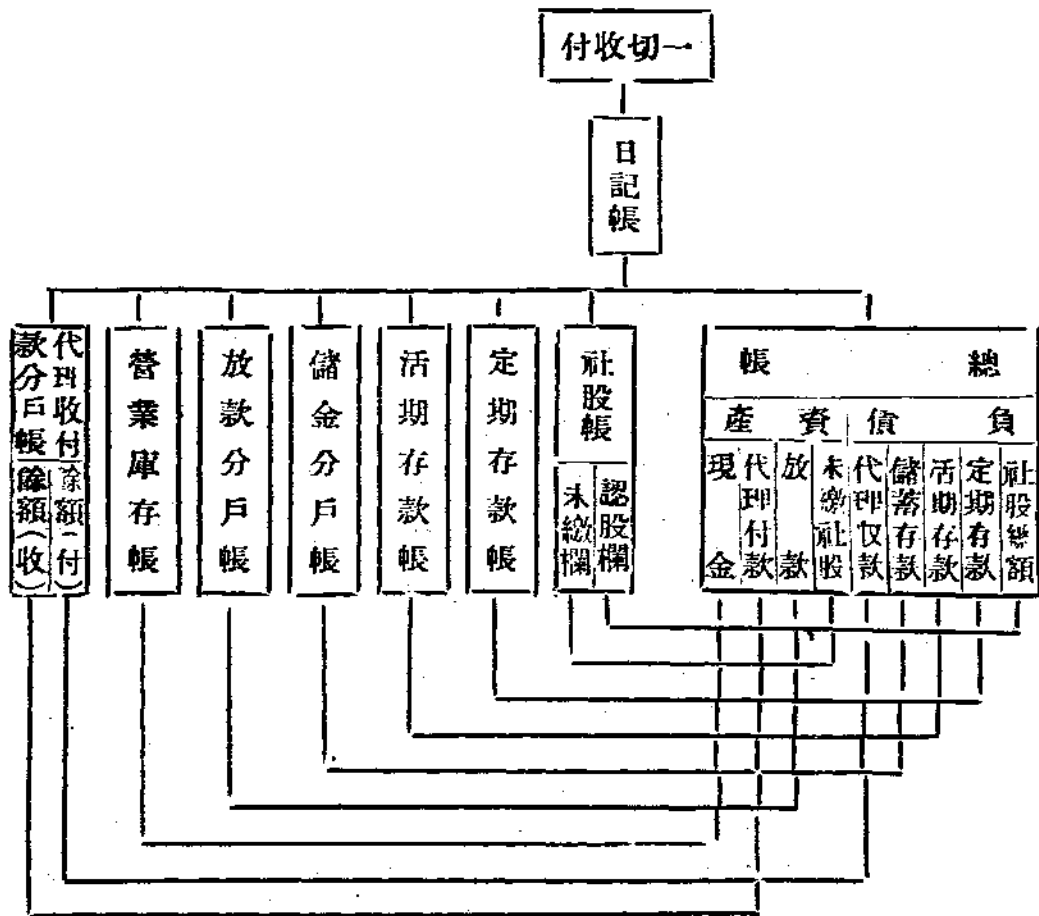 一切收付
日記帳
總帳
負債
資產
社股總額
定期存款
活期存款
儲蓄存款
代理收款
未繳社股
放款
代理付款
現金
社股帳
認股欄
未繳欄
定期存款帳
活期存款帳
儲金分戶帳
放款分戶帳
營業庫存帳
代理收付
款分戶帳
餘額(付)
餘額(收)